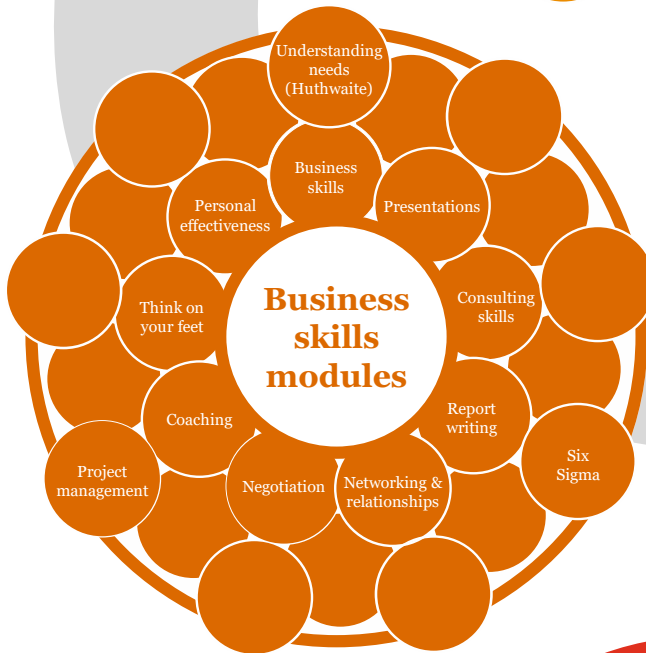 Understanding
needs
(Huthwaite)
Business
skills
Presentations
Personal
effectiveness
Consulting
skills
Think on
your feet
Business
skills
modules
Coaching
Report
writing
Project
management
Negotiation
Networking &
relationships
Six
Sigma